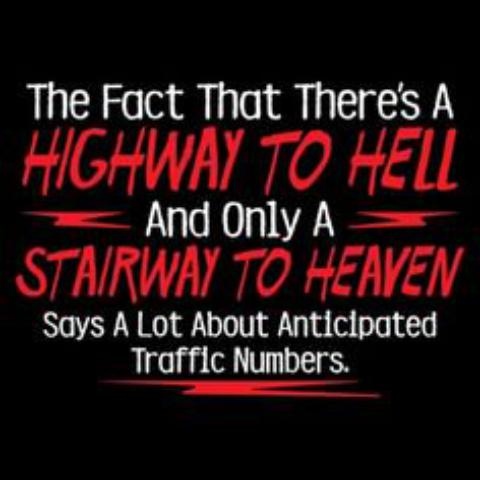 The Fact That There's A
HIGHWAY TO HELL
And Only A
STAIRWAY TO HEAVEN
Says A Lot About Anticipated
Traffic Numbers.